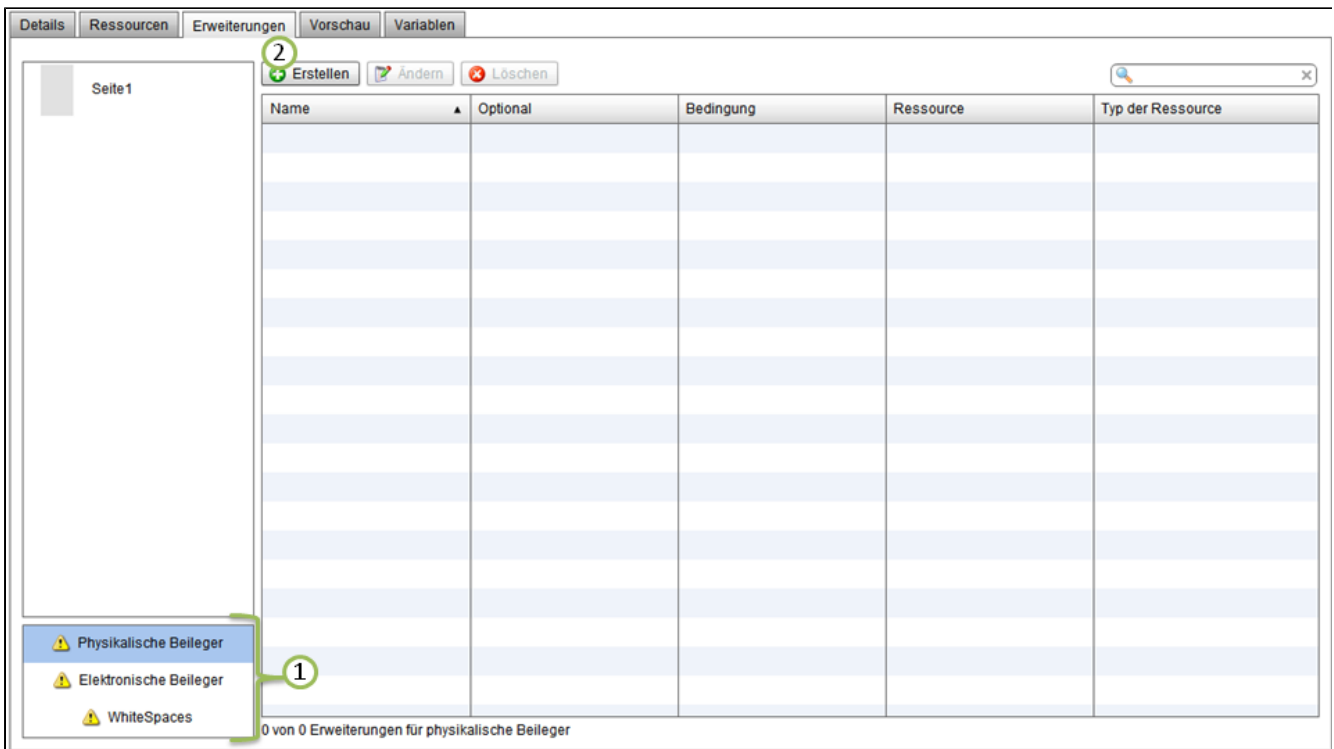 Details Ressourcen Erweiterungen Vorschau Variablen
2
Erstellen Ändern Löschen
Seite1
Name Optional Bedingung Ressource Typ der Ressource
Physikalische Beileger
1
Elektronische Beileger
WhiteSpaces
0 von 0 Erweiterungen für physikalische Beileger